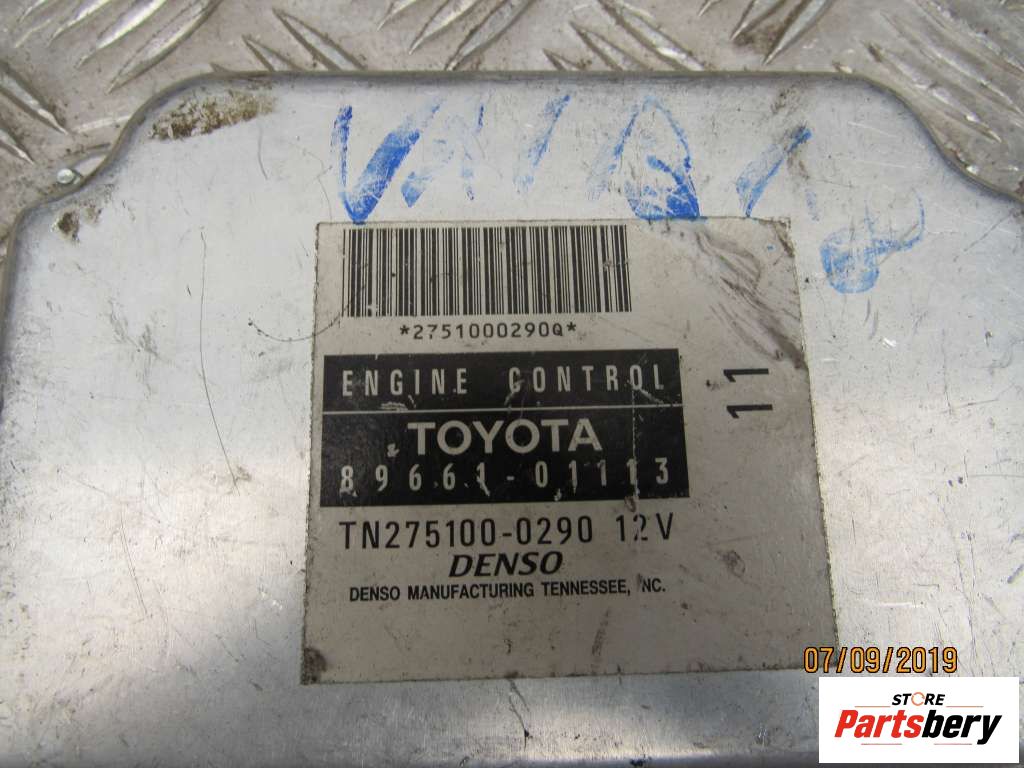 *2751000290Q*
ENGINE CONTROL
11
TOYOTA
89661-01113
TN275100-0290 12V
DENSO
DENSO MANUFACTURING TENNESSEE, INC.
07/09/2019
STORE
Partsbery